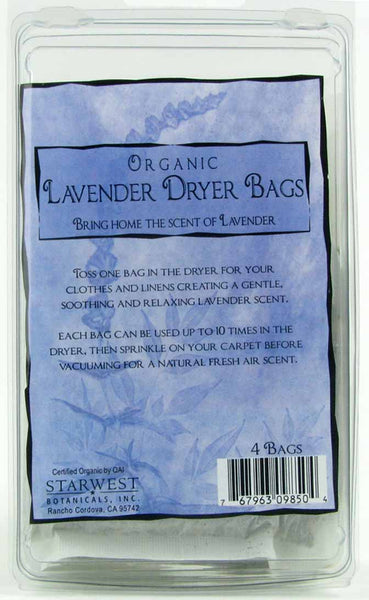 ORGANIC
LAVENDER DRYER BAGS
BRING HOME THE SCENT OF LAVENDER
TOSS ONE BAG IN THE DRYER FOR YOUR
CLOTHES AND LINENS CREATING A GENTLE,
SOOTHING AND RELAXING LAVENDER SCENT.
EACH BAG CAN BE USED UP TO 10 TIMES IN THE
DRYER, THEN SPRINKLE ON YOUR CARPET BEFORE
VACUUMING FOR A NATURAL FRESH AIR SCENT.
4 BAGS
Certified Organic by QAI
STARWEST
BOTANICALS, INC.
Rancho Cordova, CA 95742
7 67963 09850 4